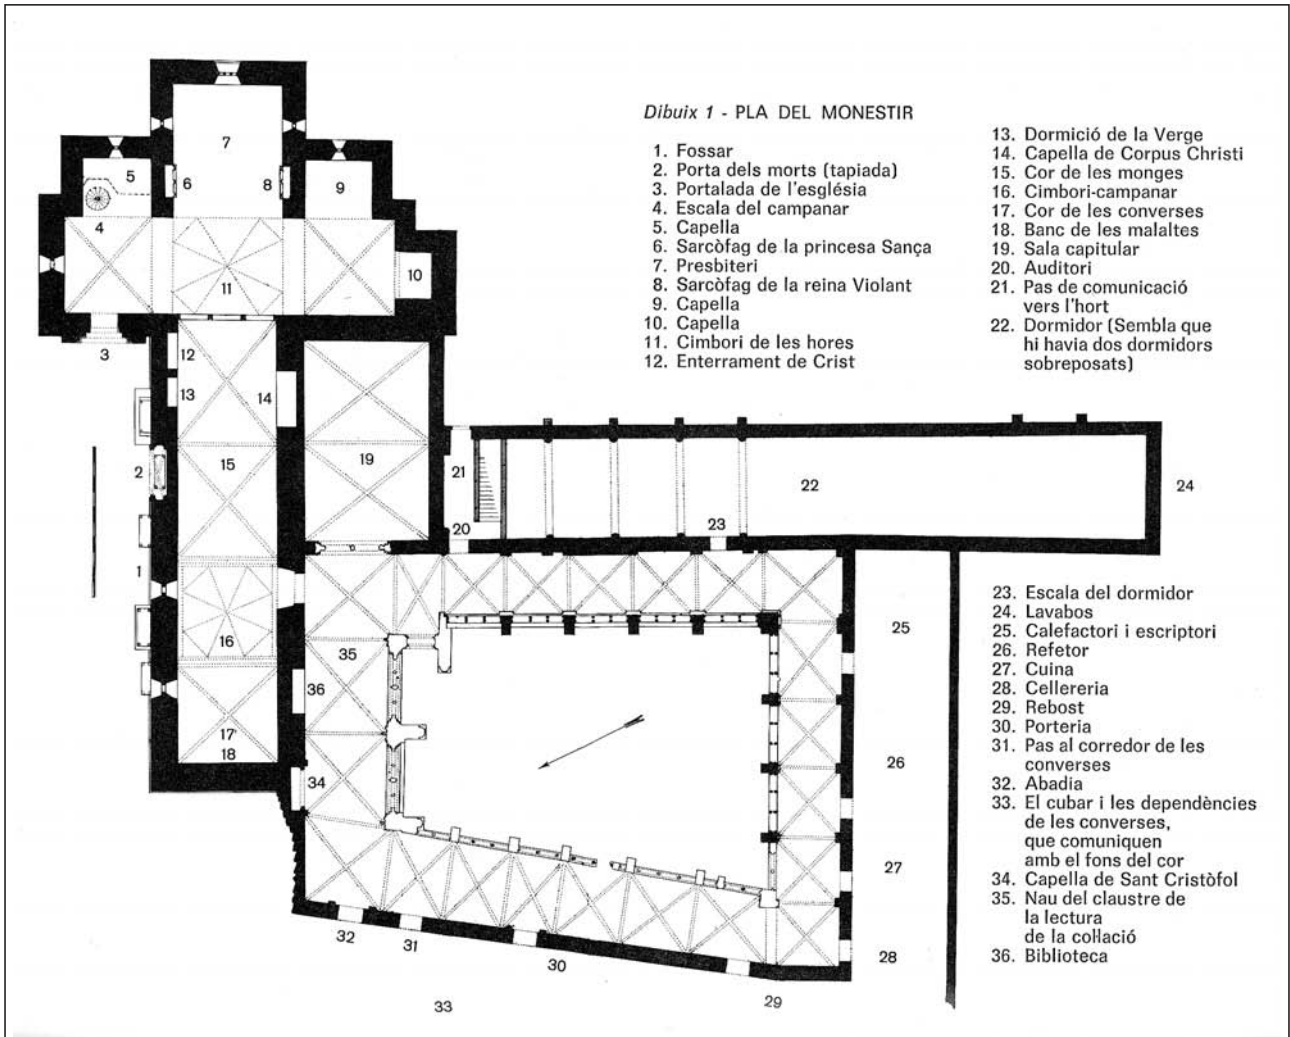 Dibuix 1 - PLA DEL MONESTIR
1. Fossar
2. Porta dels morts (tapiada)
3. Portalada de l'església
4. Escala del campanar
5. Capella
6. Sarcòfag de la princesa Sança
7. Presbiteri
8. Sarcòfag de la reina Violant
9. Capella
10. Capella
11. Cimbori de les hores
12. Enterrament de Crist
13. Dormició de la Verge
14. Capella de Corpus Christi
15. Cor de les monges
16. Cimbori-campanar
17. Cor de les converses
18. Banc de les malaltes
19. Sala capitular
20. Auditori
21. Pas de comunicació
vers l'hort
22. Dormidor (Sembla que
hi havia dos dormidors
sobreposats)
23. Escala del dormidor
24. Lavabos
25. Calefactori i escriptori
26. Refetor
27. Cuina
28. Cellereria
29. Rebost
30. Porteria
31. Pas al corredor de les
converses
32. Abadia
33. El cubar i les dependències
de les converses,
que comuniquen
amb el fons del cor
34. Capella de Sant Cristòfol
35. Nau del claustre de
la lectura
de la col·lació
36. Biblioteca
7
5
6
8
9
4
10
11
3
12
13
14
2
15
19
21
22
24
20
23
1
16
35
25
36
17
18
34
26
27
32
31
30
28
33
29